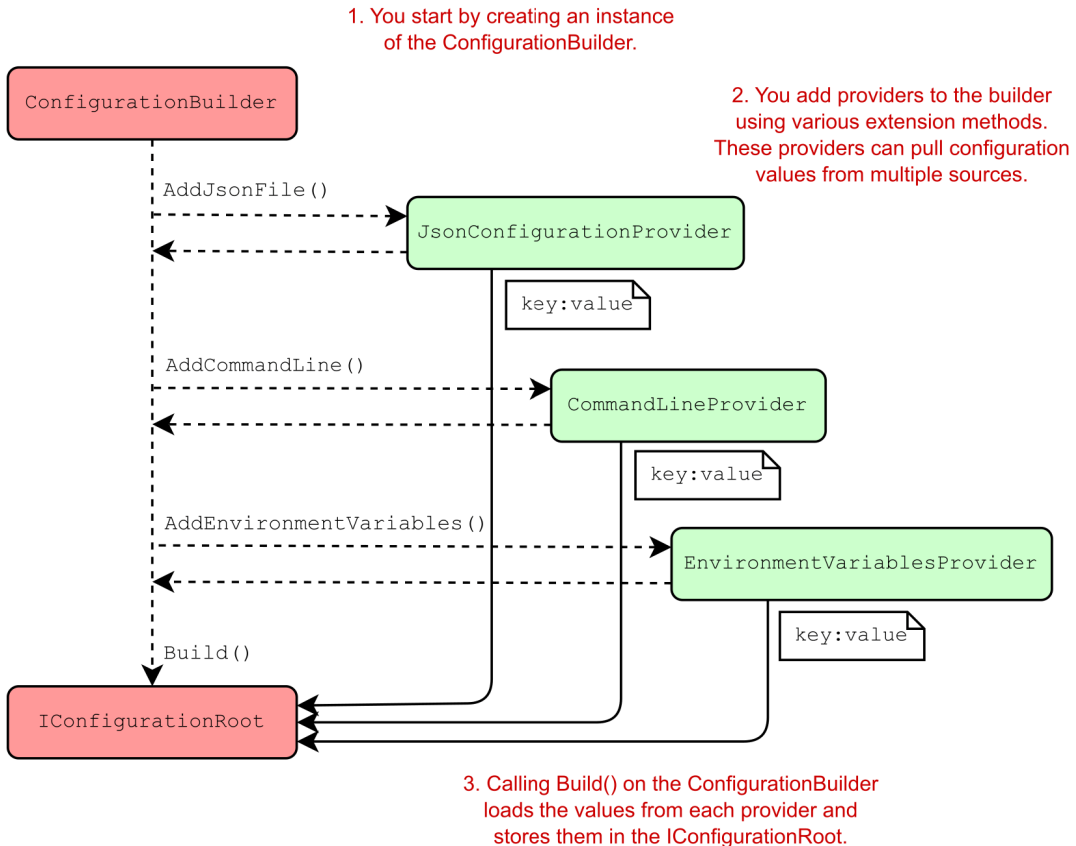 1. You start by creating an instance
of the ConfigurationBuilder.
ConfigurationBuilder
2. You add providers to the builder
using various extension methods.
These providers can pull configuration
values from multiple sources.
AddJsonFile()
JsonConfigurationProvider
key:value
AddCommandLine()
CommandLineProvider
key:value
AddEnvironmentVariables()
EnvironmentVariablesProvider
key:value
Build()
IConfigurationRoot
3. Calling Build() on the ConfigurationBuilder
loads the values from each provider and
stores them in the IConfigurationRoot.